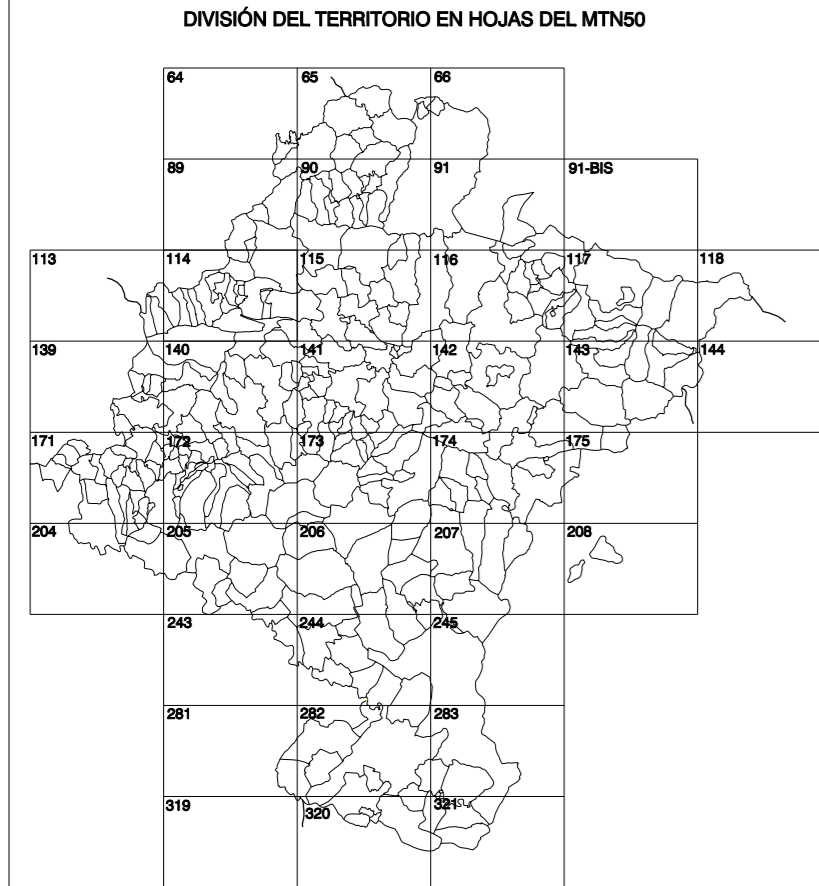 DIVISIÓN DEL TERRITORIO EN HOJAS DEL MTN50
64 65 66
89 90 91 91-BIS
113 114 115 116 117 118
139 140 141 142 143 144
171 172 173 174 175
204 205 206 207 208
243 244 245
281 282 283
319 320 321